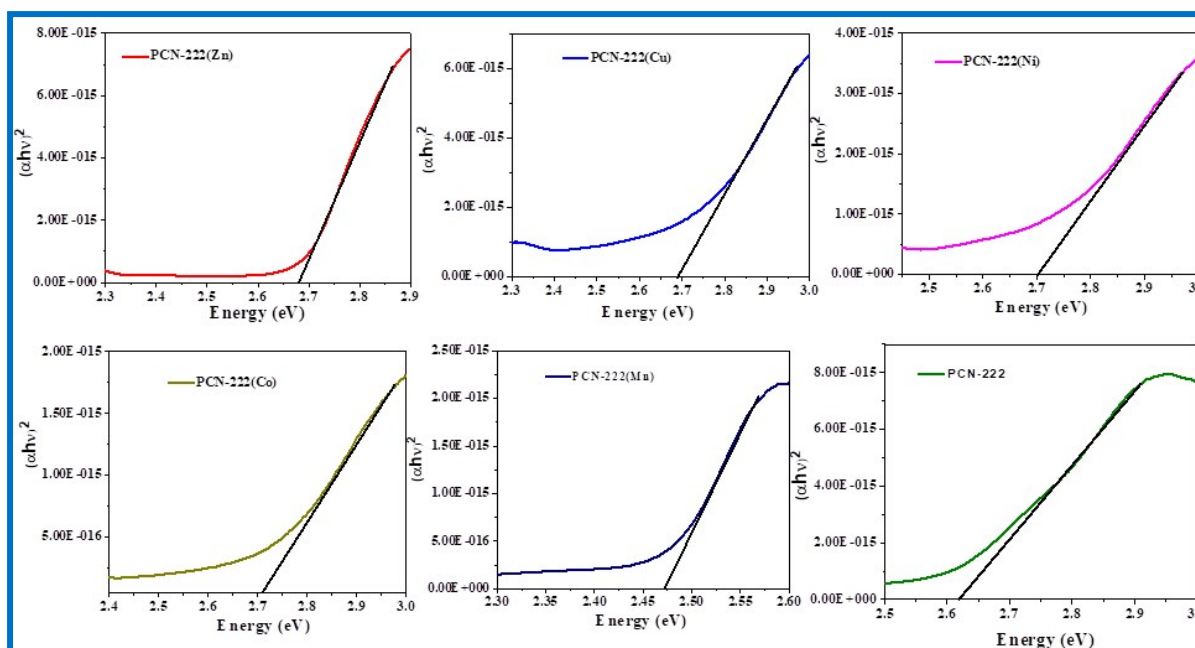 8.00E -015
6.00E -015
4.00E -015
2.00E -015
0.00E +000
(αhν)²
PCN-222(Zn)
2.3 2.4 2.5 2.6 2.7 2.8 2.9
Energy (eV)
6.00E -015
4.00E -015
2.00E -015
0.00E +000
(αhν)²
PCN-222(Cu)
2.3 2.4 2.5 2.6 2.7 2.8 2.9 3.0
Energy (eV)
4.00E -015
3.00E -015
2.00E -015
1.00E -015
0.00E +000
(αhν)²
PCN-222(Ni)
2.5 2.6 2.7 2.8 2.9 3.0
Energy (eV)
2.00E -015
1.50E -015
1.00E -015
5.00E -016
(αhν)²
PCN-222(Co)
2.4 2.5 2.6 2.7 2.8 2.9 3.0
Energy (eV)
2.50E -015
2.00E -015
1.50E -015
1.00E -015
5.00E -016
0.00E +000
(αhν)²
PCN-222(Mn)
2.30 2.35 2.40 2.45 2.50 2.55 2.60
Energy (eV)
8.00E -015
6.00E -015
4.00E -015
2.00E -015
0.00E +000
(αhν)²
PCN-222
2.5 2.6 2.7 2.8 2.9
Energy (eV)